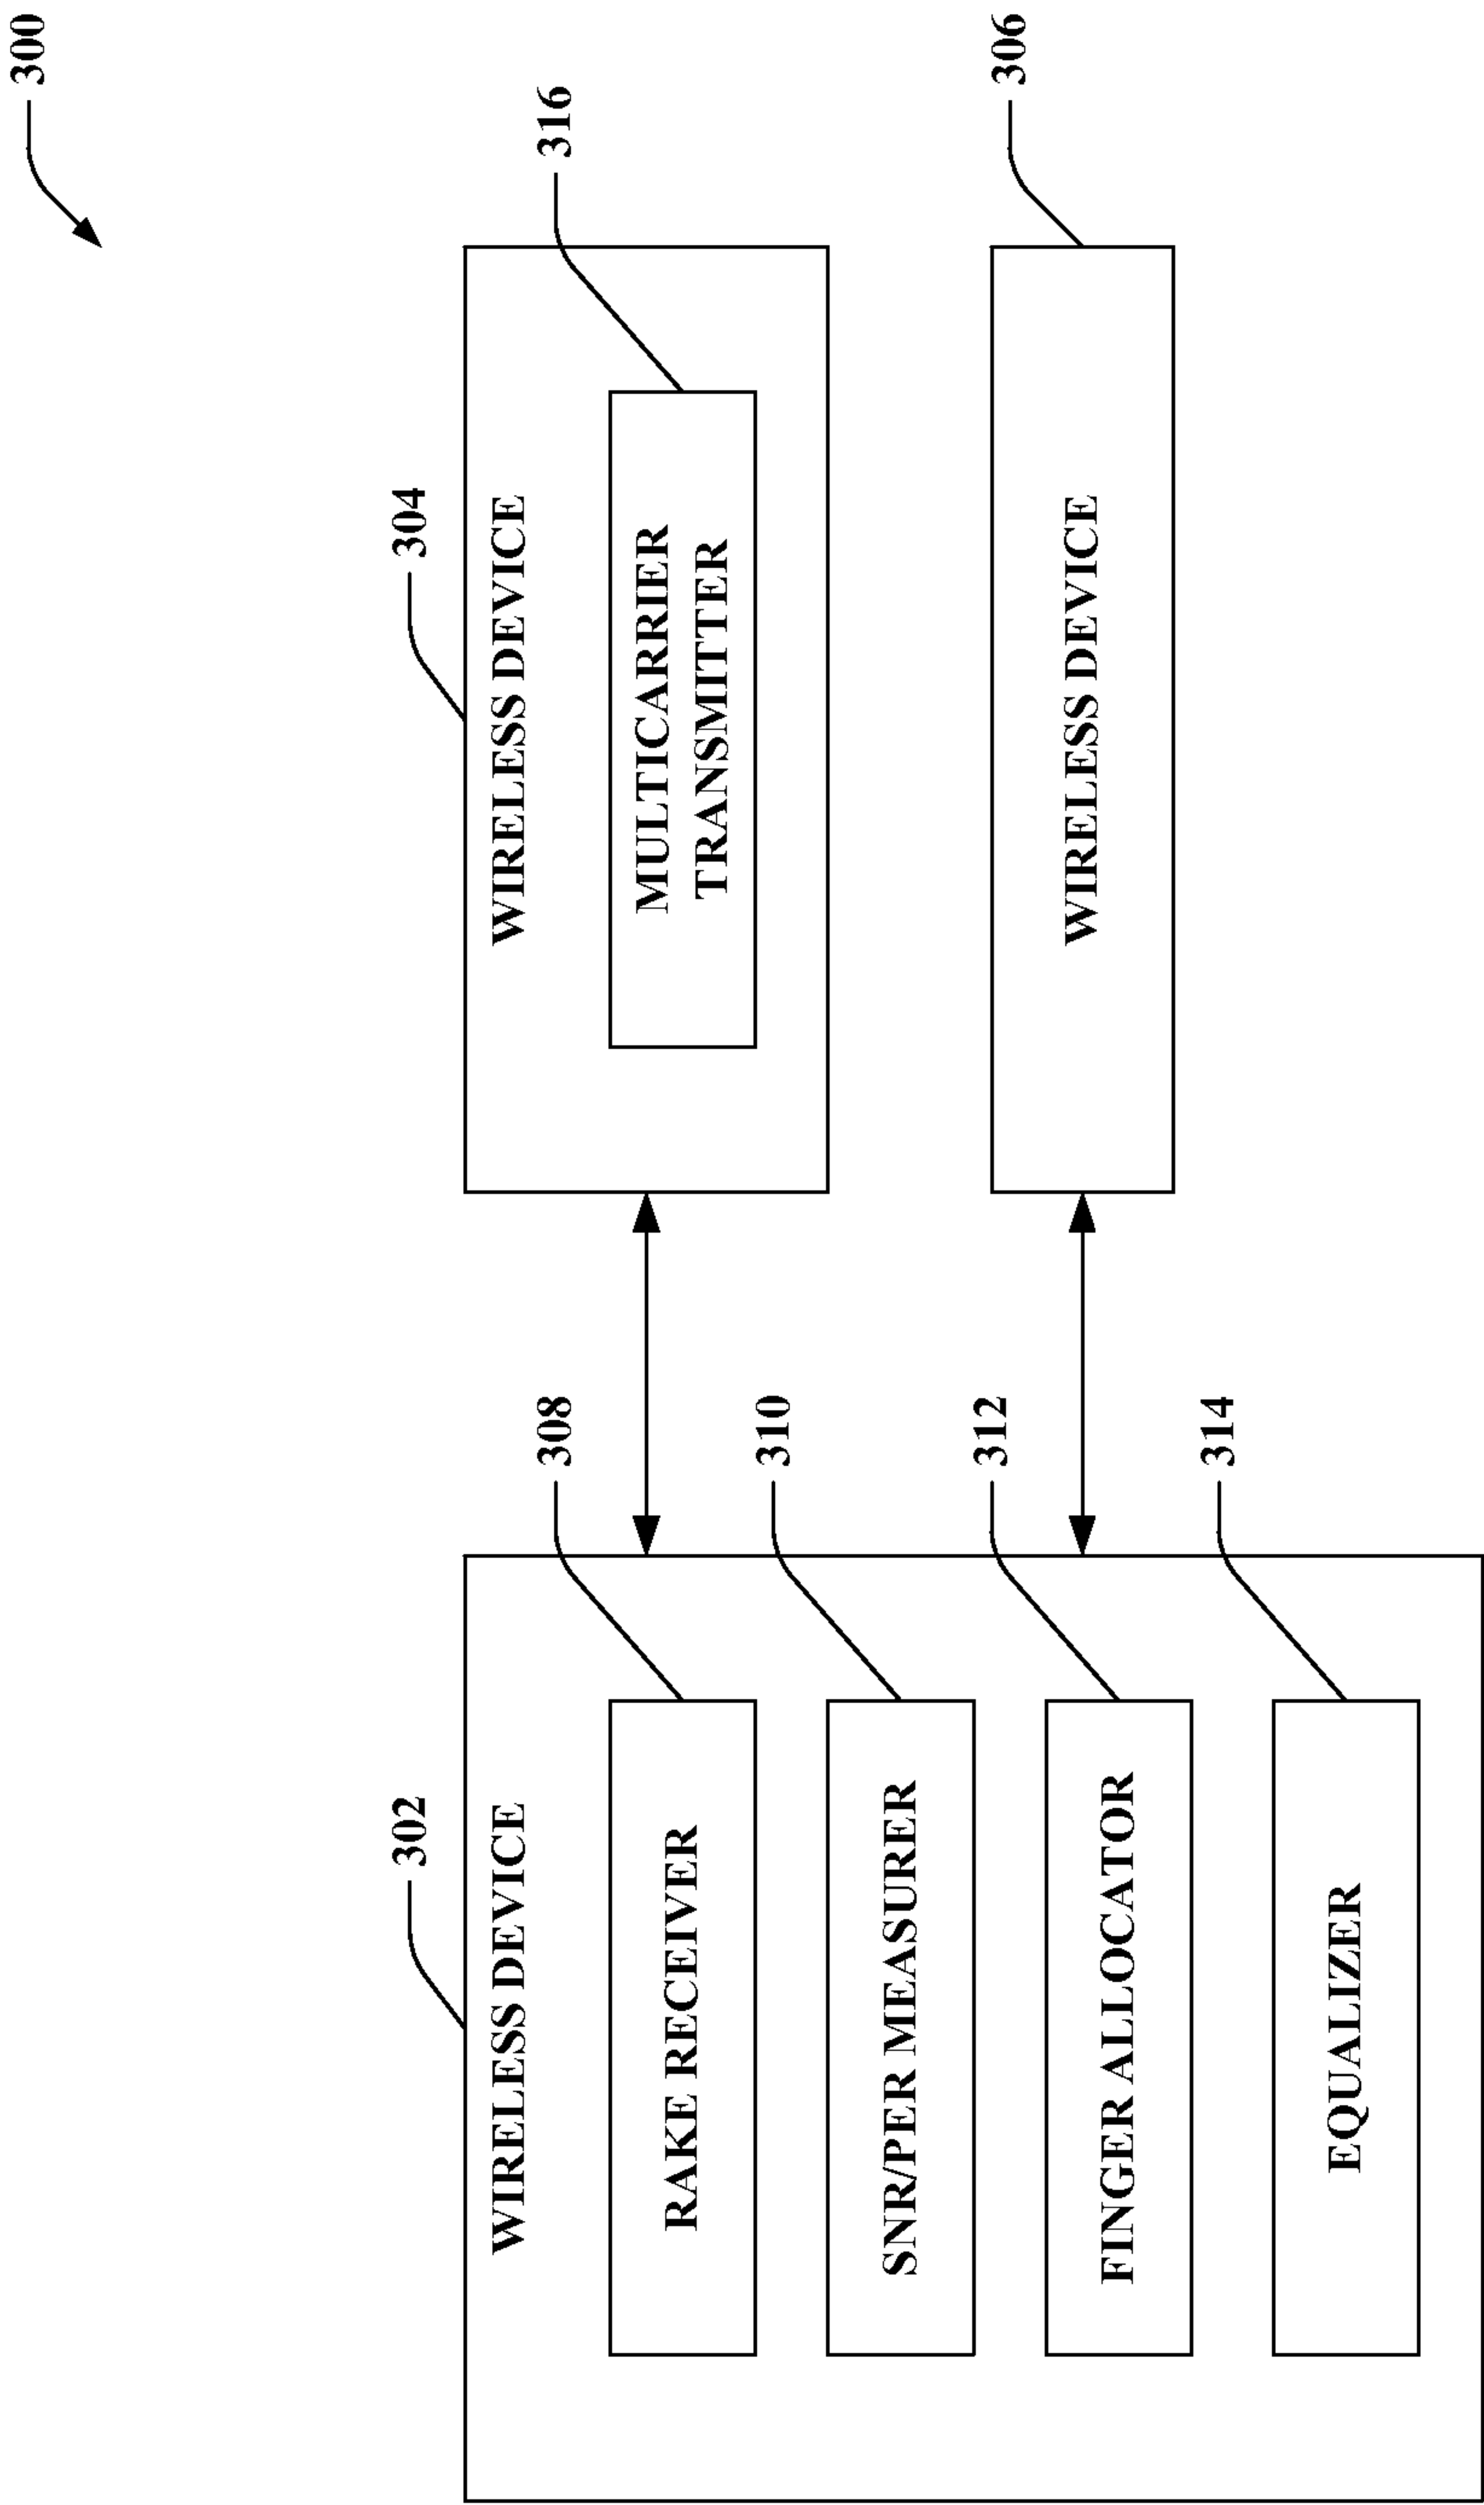 300
302
WIRELESS DEVICE
308
RAKE RECEIVER
310
SNR/PER MEASURER
312
FINGER ALLOCATOR
314
EQUALIZER
304
WIRELESS DEVICE
316
MULTICARRIER
TRANSMITTER
306
WIRELESS DEVICE